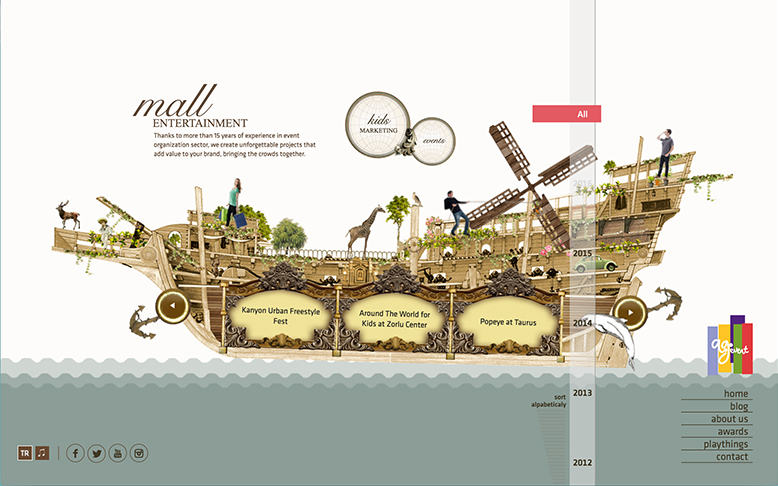 mall
ENTERTAINMENT
Thanks to more than 15 years of experience in event
organization sector, we create unforgettable projects that
add value to your brand, bringing the crowds together.
kids
MARKETING
events
All
2016
2015
Kanyon Urban Freestyle
Fest
Around The World for
Kids at Zorlu Center
Popeye at Taurus
2014
event
2013
sort
alpabeticaly
2012
home
blog
about us
awards
playthings
contact
TR
You